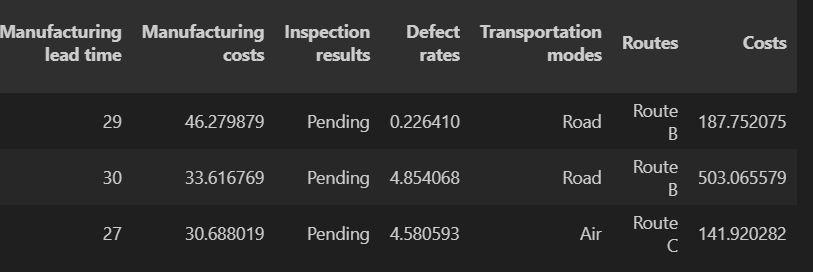 Manufacturing lead time Manufacturing costs Inspection results Defect rates Transportation modes Routes Costs
29 46.279879 Pending 0.226410 Road Route B 187.752075
30 33.616769 Pending 4.854068 Road Route B 503.065579
27 30.688019 Pending 4.580593 Air Route C 141.920282